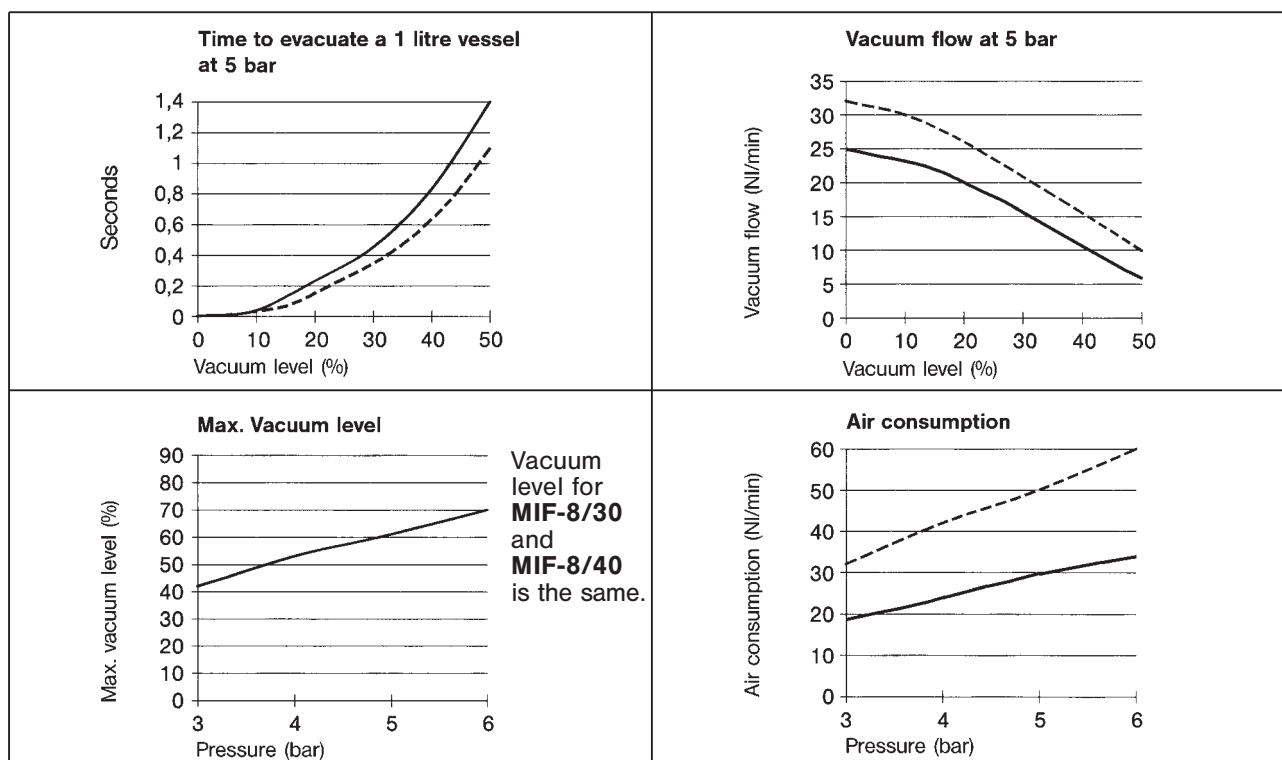 Time to evacuate a 1 litre vessel
at 5 bar
Seconds
1,4
1,2
1
0,8
0,6
0,4
0,2
0
0 10 20 30 40 50
Vacuum level (%)
Vacuum flow at 5 bar
Vacuum flow (Nl/min)
35
30
25
20
15
10
5
0
0 10 20 30 40 50
Vacuum level (%)
Max. Vacuum level
Max. vacuum level (%)
90
80
70
60
50
40
30
20
10
0
3 4 5 6
Pressure (bar)
Vacuum
level for
MIF-8/30
and
MIF-8/40
is the same.
Air consumption
Air consumption (Nl/min)
60
50
40
30
20
10
0
3 4 5 6
Pressure (bar)